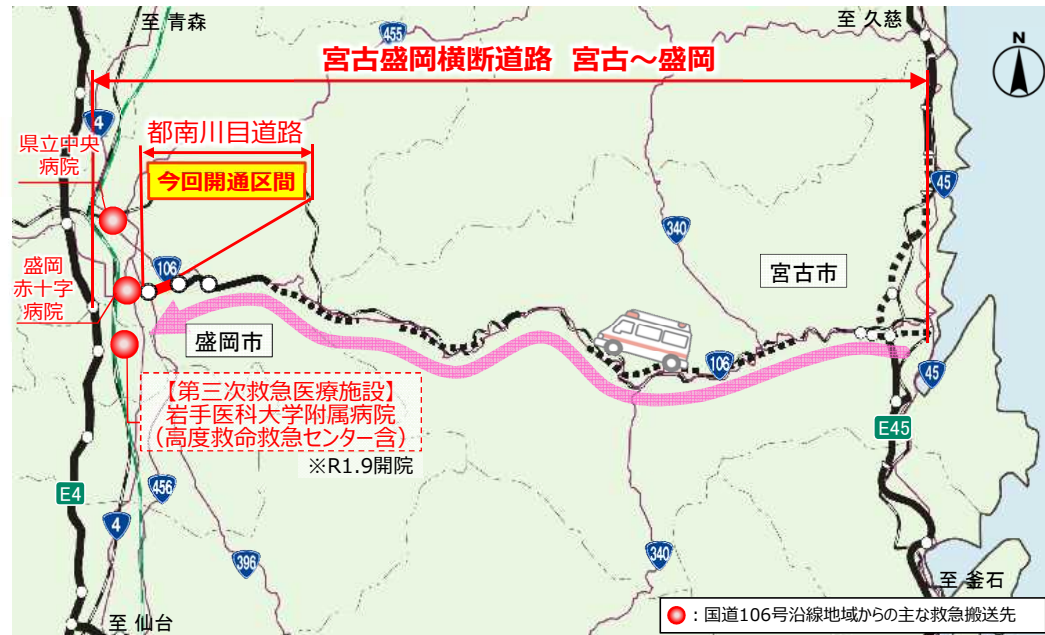 至 青森
455
至 久慈
宮古盛岡横断道路 宮古～盛岡
N
4
県立中央
病院
都南川目道路
今回開通区間
45
340
盛岡
赤十字
病院
106
宮古市
盛岡市
106
45
【第三次救急医療施設】
岩手医科大学附属病院
（高度救命救急センター含）
※R1.9開院
E45
E4
456
4
396
340
至 仙台
至 釜石
：国道106号沿線地域からの主な救急搬送先